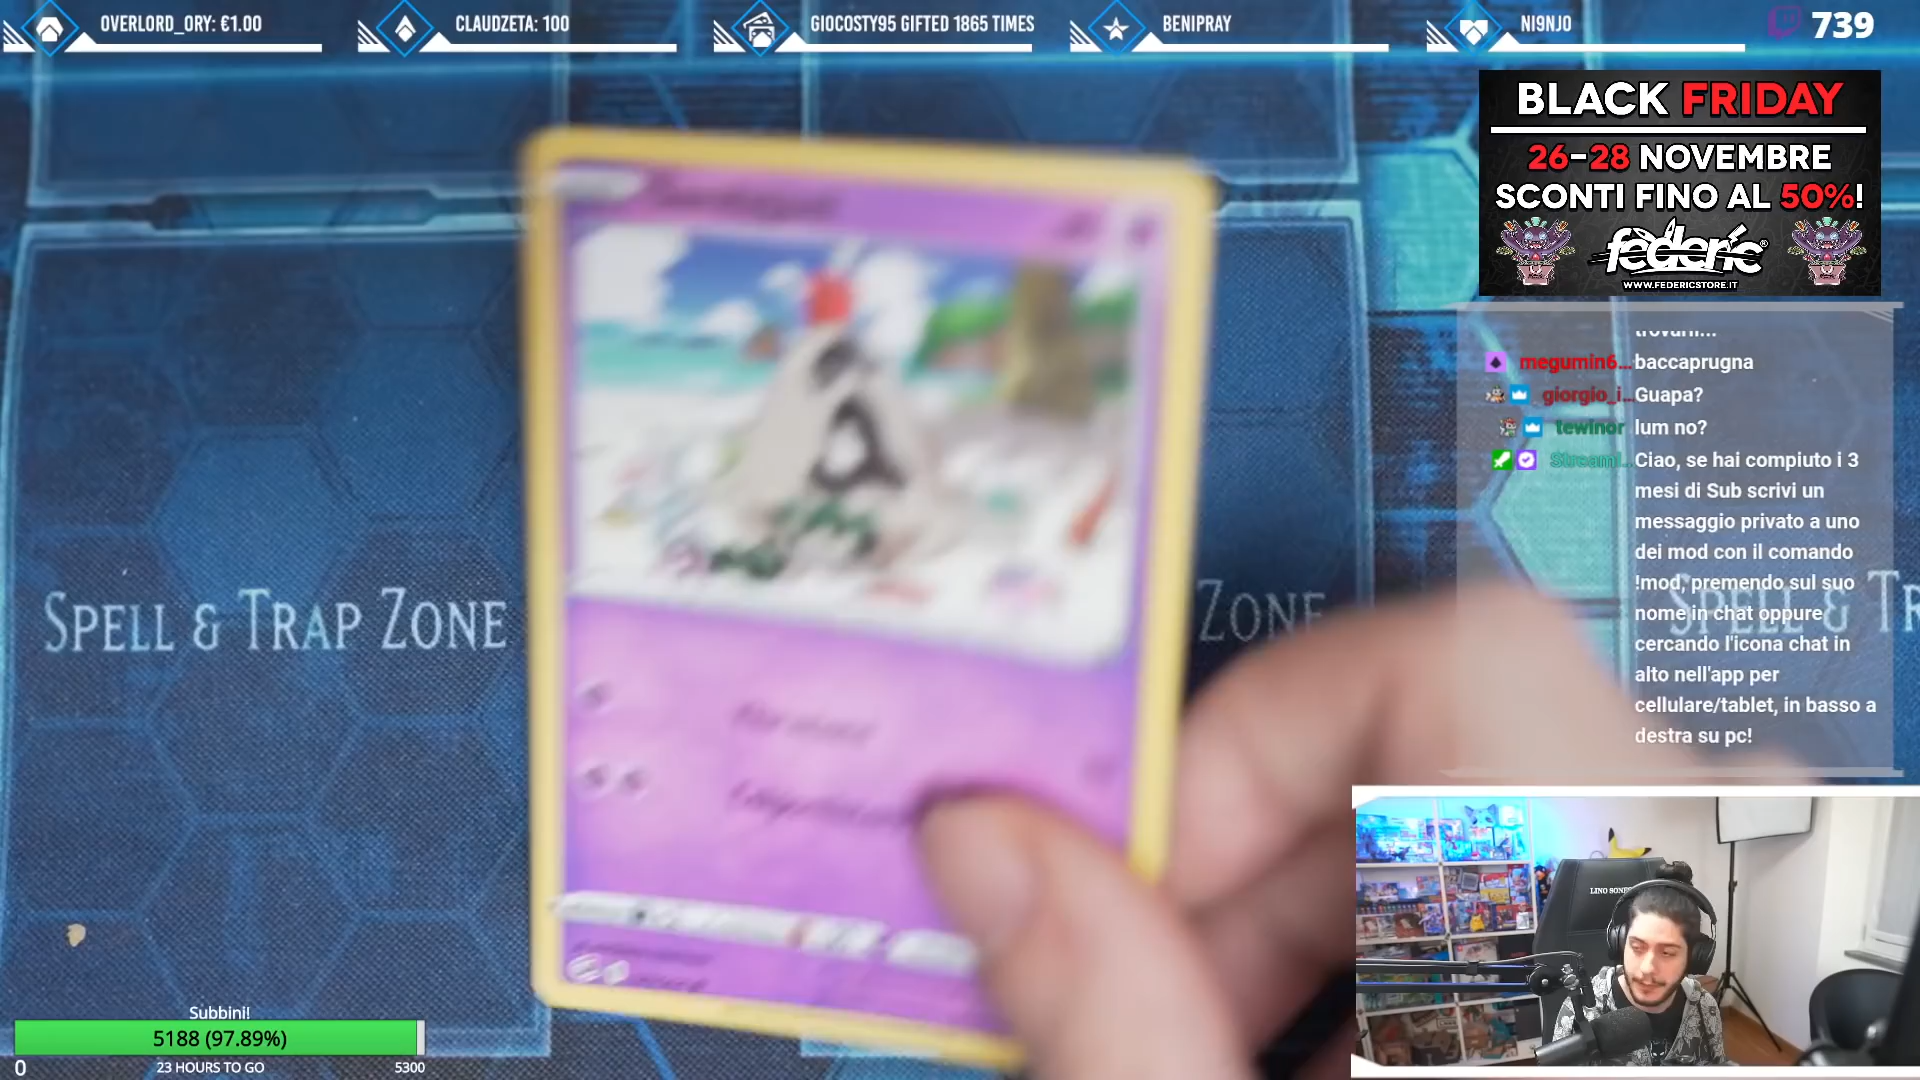 OVERLORD_ORY: €1.00
CLAUDZETA: 100
GIOCOSTY95 GIFTED 1865 TIMES
BENIPRAY
NI9NJO
739
BLACK FRIDAY
26-28 NOVEMBRE
SCONTI FINO AL 50%!
federic®
WWW.FEDERICSTORE.IT
megumin6... baccaprugna
giorgio_i... Guapa?
tewinor lum no?
Streaml... Ciao, se hai compiuto i 3
mesi di Sub scrivi un
messaggio privato a uno
dei mod con il comando
!mod, premendo sul suo
nome in chat oppure
cercando l'icona chat in
alto nell'app per
cellulare/tablet, in basso a
destra su pc!
SPELL & TRAP ZONE
ZONE
SPELL & TR
Subbini!
5188 (97.89%)
0
23 HOURS TO GO
5300